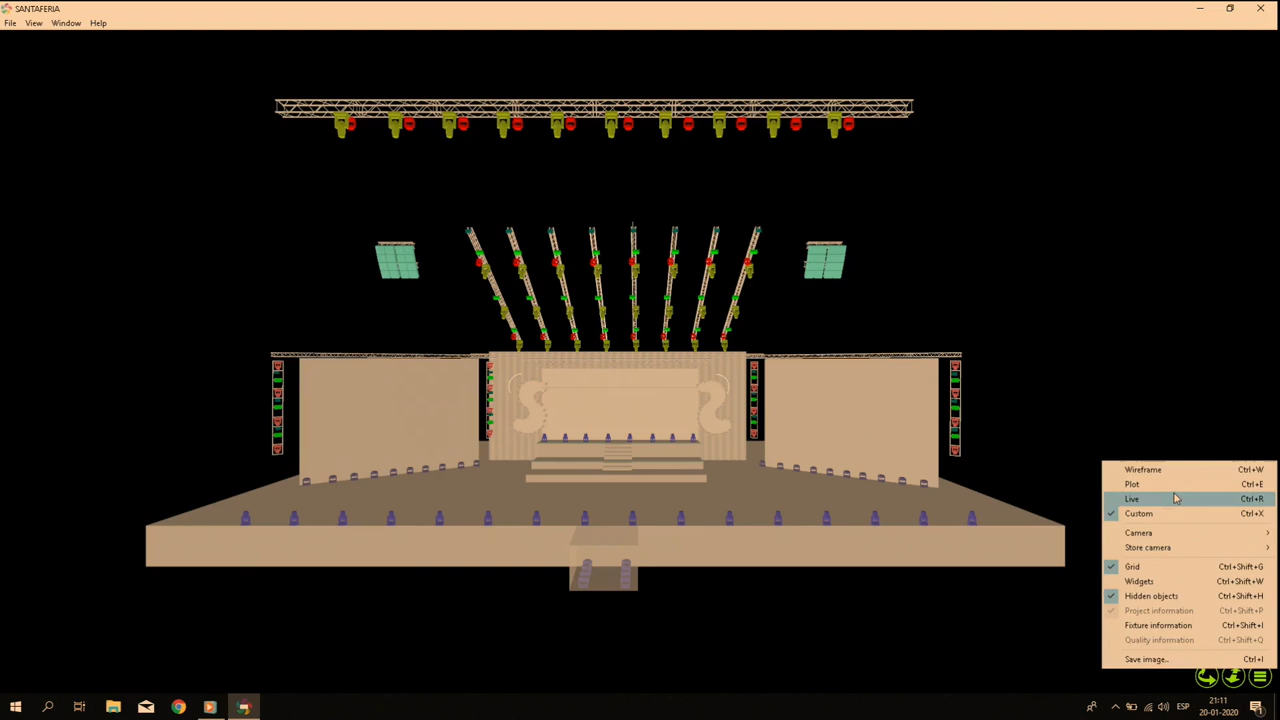 SANTAFERIA
File View Window Help
Wireframe Ctrl+W
Plot Ctrl+E
Live Ctrl+R
Custom Ctrl+X
Camera
Store camera
Grid Ctrl+Shift+G
Widgets Ctrl+Shift+W
Hidden objects Ctrl+Shift+H
Project information Ctrl+Shift+P
Fixture information Ctrl+Shift+I
Quality information Ctrl+Shift+Q
Save image... Ctrl+I
ESP
21:11
20-01-2020
1